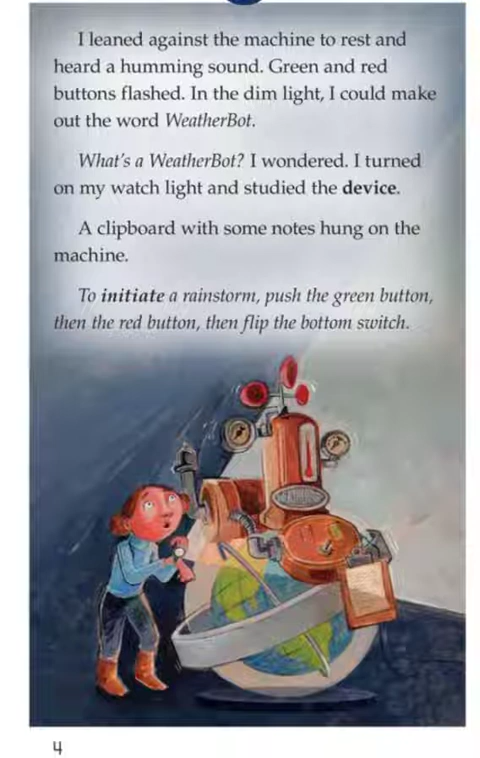 I leaned against the machine to rest and
heard a humming sound. Green and red
buttons flashed. In the dim light, I could make
out the word WeatherBot.
What's a WeatherBot? I wondered. I turned
on my watch light and studied the device.
A clipboard with some notes hung on the
machine.
To initiate a rainstorm, push the green button,
then the red button, then flip the bottom switch.
4